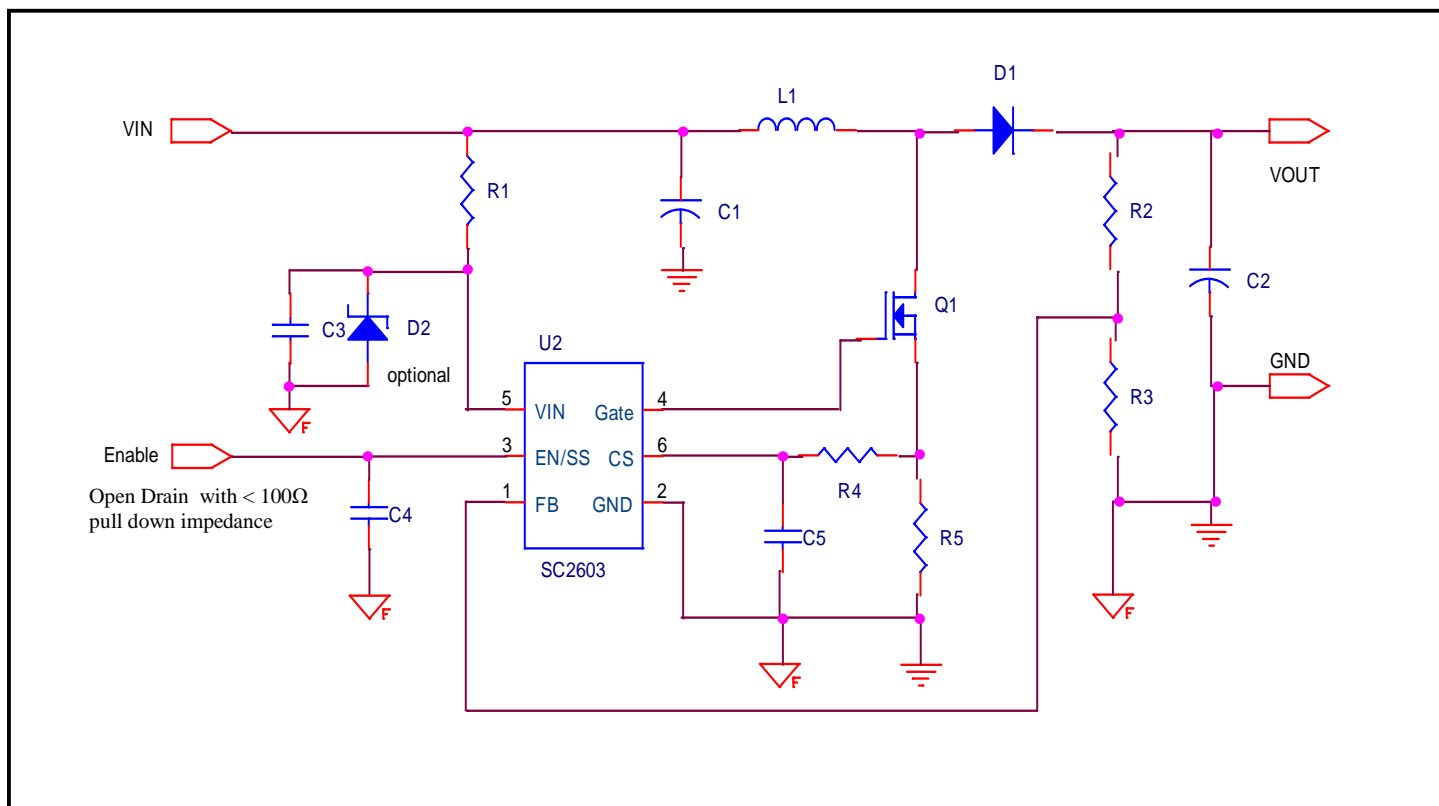 D1
L1
VIN
VOUT
R1
C1
R2
C2
Q1
C3
D2
U2
optional
GND
R3
5
VIN
Gate
4
Enable
3
EN/SS
CS
6
R4
Open Drain with < 100Ω
pull down impedance
1
FB
GND
2
C4
C5
R5
SC2603
F
F
F
F